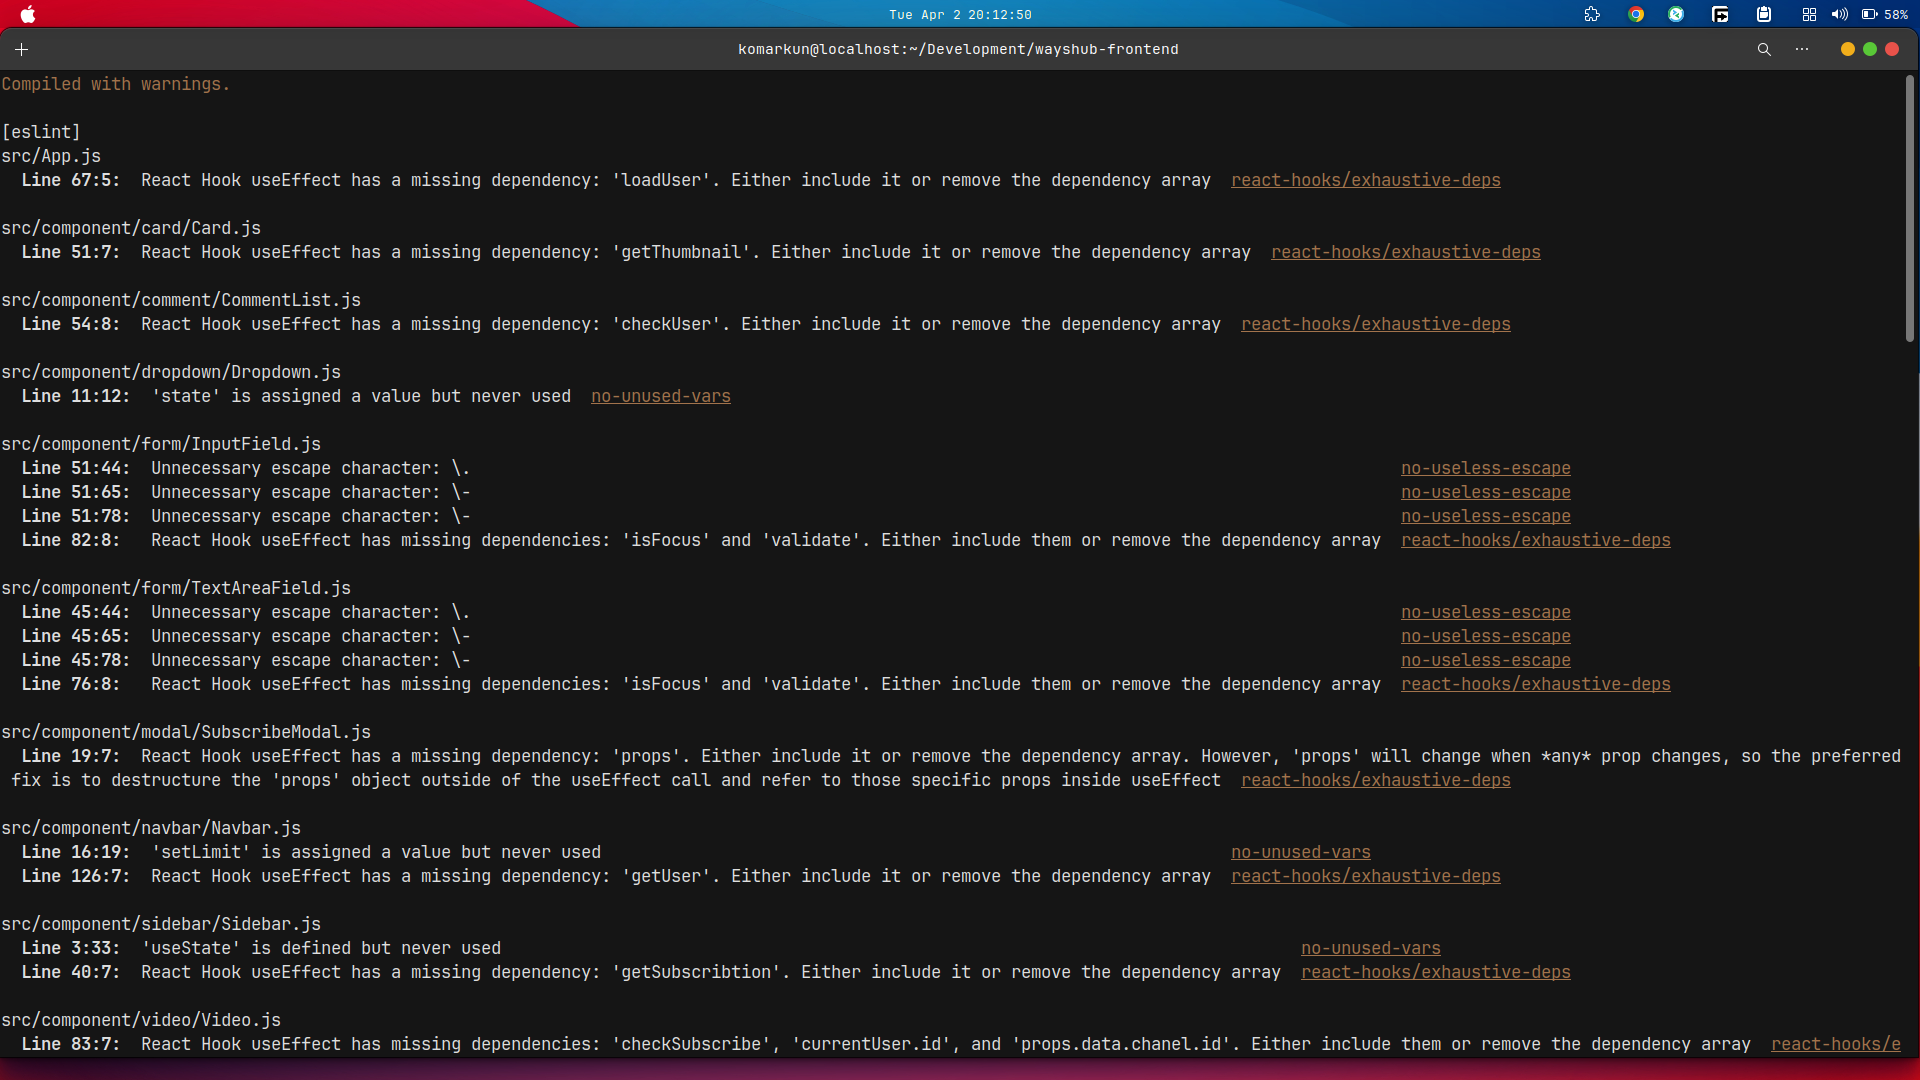 Tue Apr 2 20:12:50
58%
komarkun@localhost:~/Development/wayshub-frontend
Compiled with warnings.
[eslint]
src/App.js
Line 67:5:  React Hook useEffect has a missing dependency: 'loadUser'. Either include it or remove the dependency array  react-hooks/exhaustive-deps
src/component/card/Card.js
Line 51:7:  React Hook useEffect has a missing dependency: 'getThumbnail'. Either include it or remove the dependency array  react-hooks/exhaustive-deps
src/component/comment/CommentList.js
Line 54:8:  React Hook useEffect has a missing dependency: 'checkUser'. Either include it or remove the dependency array  react-hooks/exhaustive-deps
src/component/dropdown/Dropdown.js
Line 11:12:  'state' is assigned a value but never used  no-unused-vars
src/component/form/InputField.js
Line 51:44:  Unnecessary escape character: \.  no-useless-escape
Line 51:65:  Unnecessary escape character: \-  no-useless-escape
Line 51:78:  Unnecessary escape character: \-  no-useless-escape
Line 82:8:   React Hook useEffect has missing dependencies: 'isFocus' and 'validate'. Either include them or remove the dependency array  react-hooks/exhaustive-deps
src/component/form/TextAreaField.js
Line 45:44:  Unnecessary escape character: \.  no-useless-escape
Line 45:65:  Unnecessary escape character: \-  no-useless-escape
Line 45:78:  Unnecessary escape character: \-  no-useless-escape
Line 76:8:   React Hook useEffect has missing dependencies: 'isFocus' and 'validate'. Either include them or remove the dependency array  react-hooks/exhaustive-deps
src/component/modal/SubscribeModal.js
Line 19:7:  React Hook useEffect has a missing dependency: 'props'. Either include it or remove the dependency array. However, 'props' will change when *any* prop changes, so the preferred
fix is to destructure the 'props' object outside of the useEffect call and refer to those specific props inside useEffect  react-hooks/exhaustive-deps
src/component/navbar/Navbar.js
Line 16:19:  'setLimit' is assigned a value but never used  no-unused-vars
Line 126:7:  React Hook useEffect has a missing dependency: 'getUser'. Either include it or remove the dependency array  react-hooks/exhaustive-deps
src/component/sidebar/Sidebar.js
Line 3:33:  'useState' is defined but never used  no-unused-vars
Line 40:7:  React Hook useEffect has a missing dependency: 'getSubscribtion'. Either include it or remove the dependency array  react-hooks/exhaustive-deps
src/component/video/Video.js
Line 83:7:  React Hook useEffect has missing dependencies: 'checkSubscribe', 'currentUser.id', and 'props.data.chanel.id'. Either include them or remove the dependency array  react-hooks/e